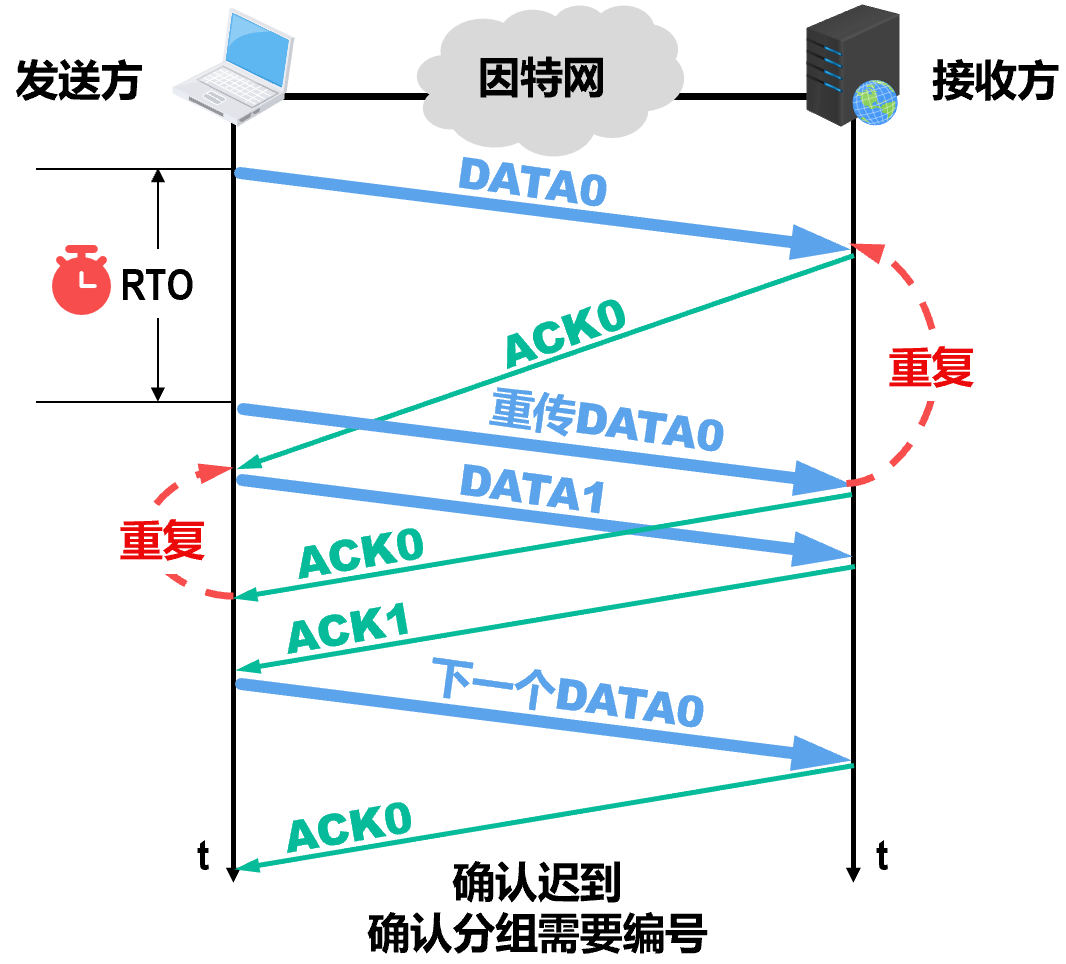 发送方
因特网
接收方
DATA0
RTO
ACK0
重复
重传DATA0
DATA1
重复
ACK0
ACK1
下一个DATA0
ACK0
t
t
确认迟到
确认分组需要编号